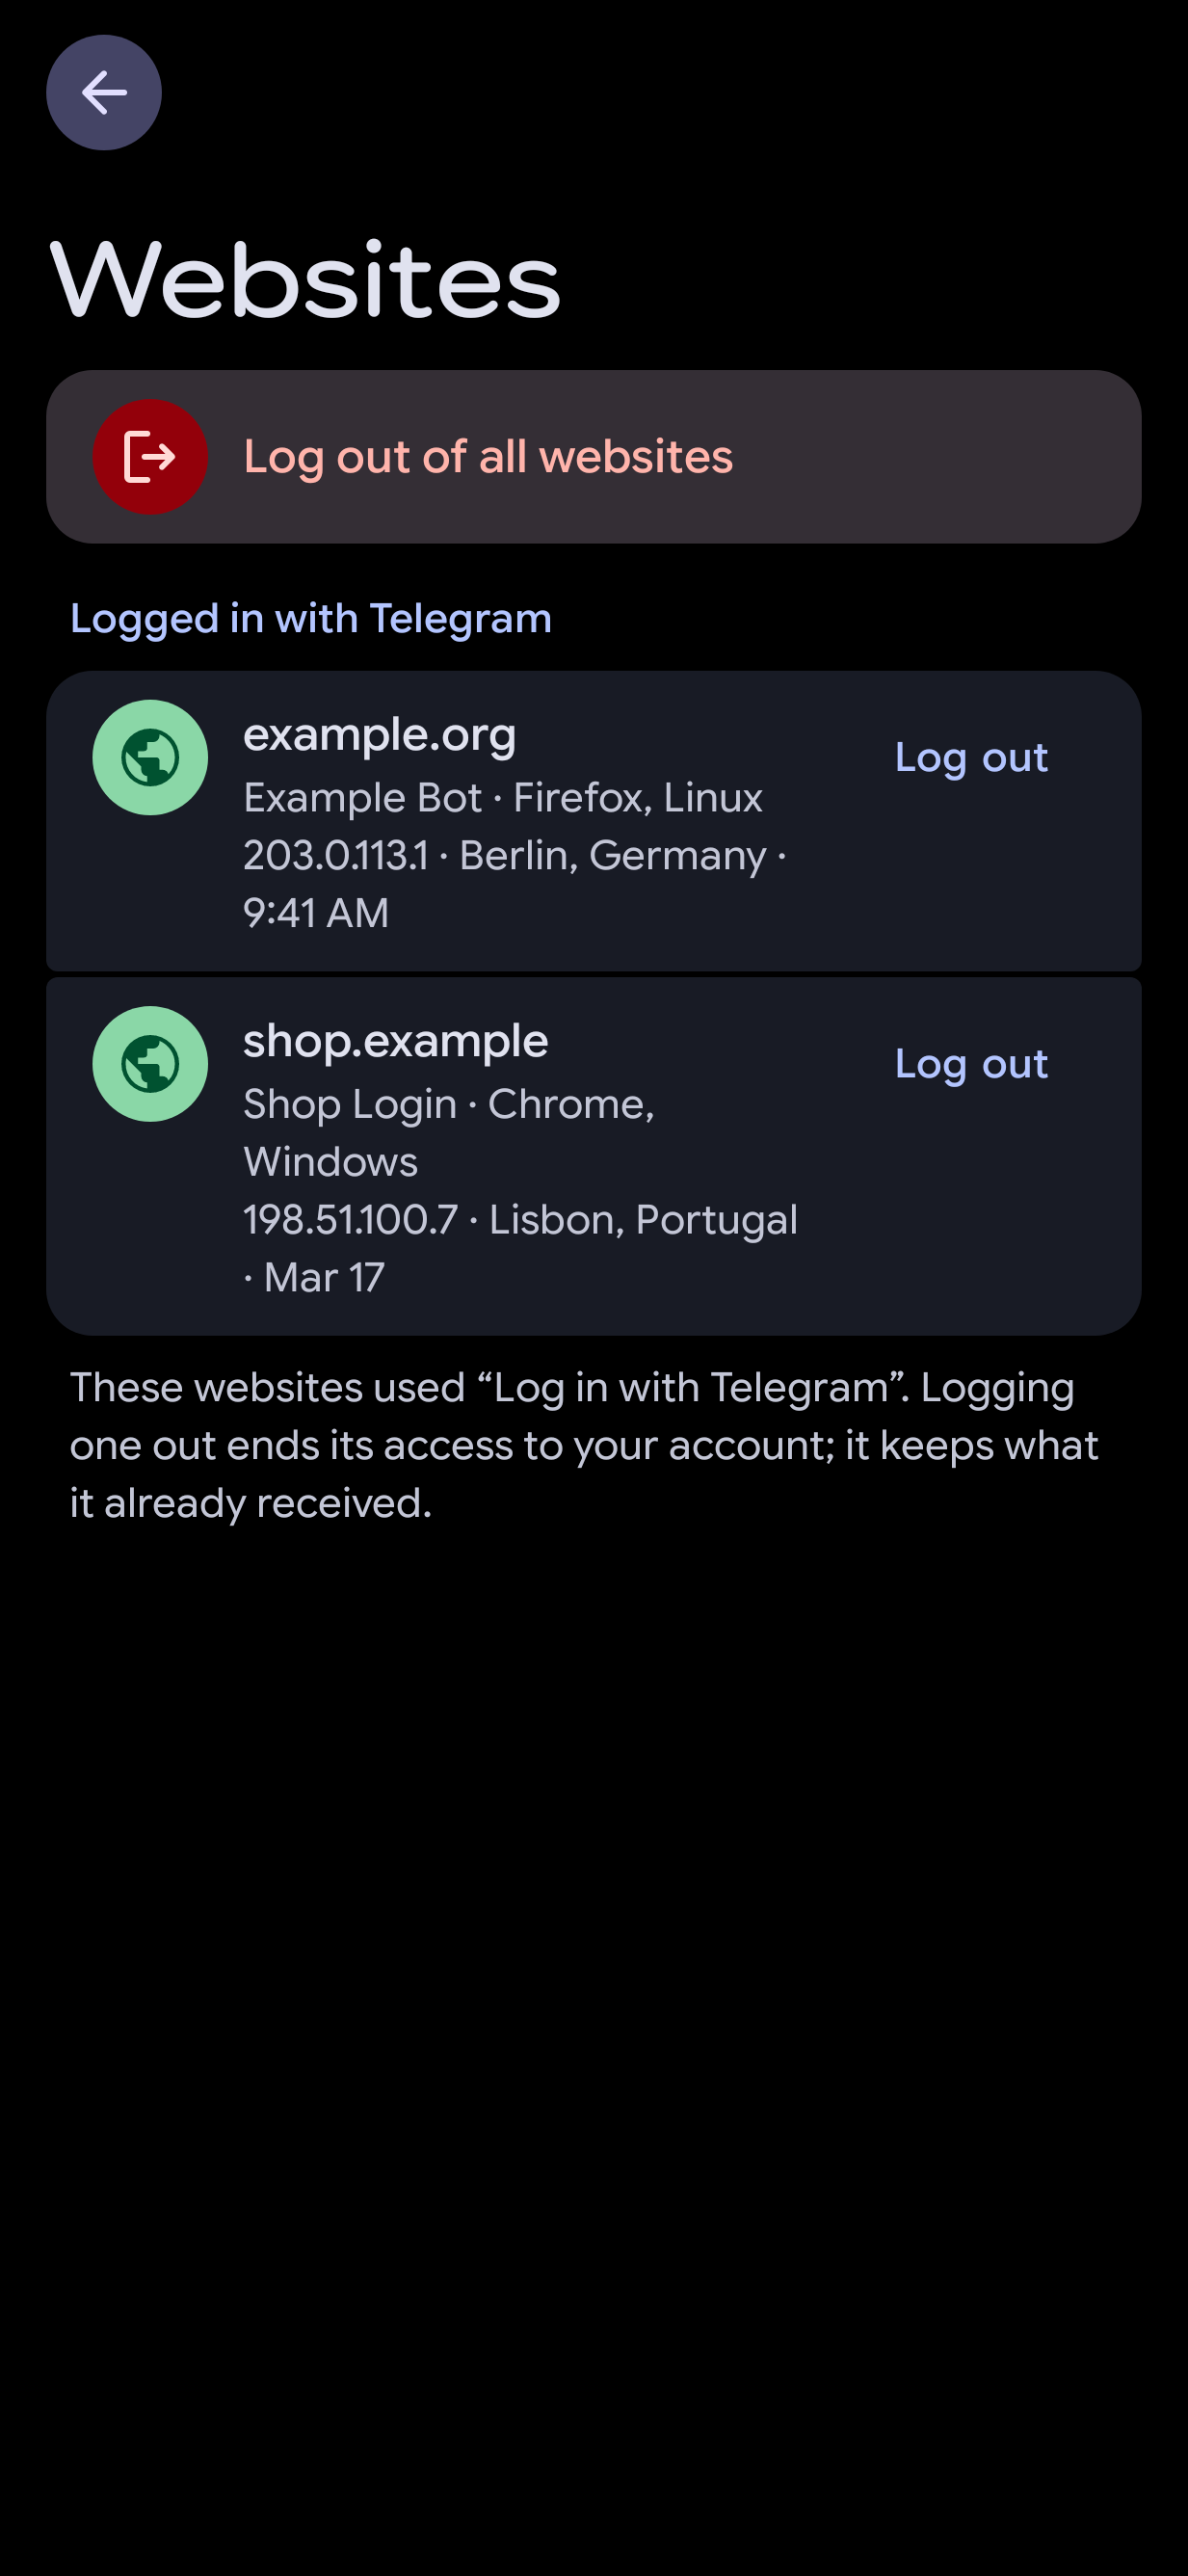 Websites
Log out of all websites
Logged in with Telegram
example.org
Log out
Example Bot · Firefox, Linux
203.0.113.1 · Berlin, Germany ·
9:41 AM
shop.example
Log out
Shop Login · Chrome,
Windows
198.51.100.7 · Lisbon, Portugal
· Mar 17
These websites used “Log in with Telegram”. Logging
one out ends its access to your account; it keeps what
it already received.